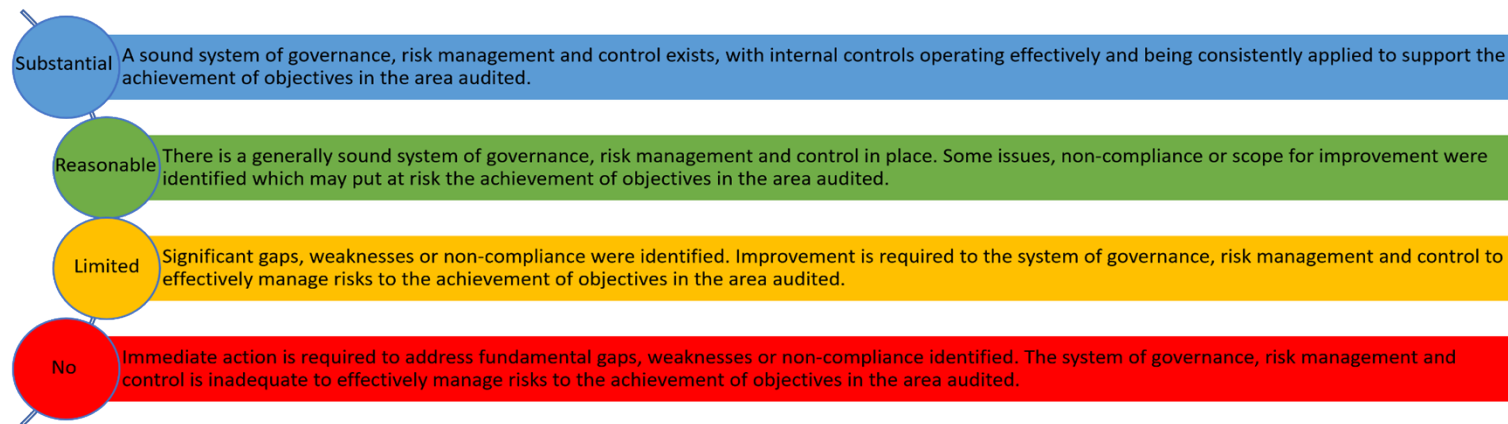 Substantial
A sound system of governance, risk management and control exists, with internal controls operating effectively and being consistently applied to support the
achievement of objectives in the area audited.
Reasonable
There is a generally sound system of governance, risk management and control in place. Some issues, non-compliance or scope for improvement were
identified which may put at risk the achievement of objectives in the area audited.
Limited
Significant gaps, weaknesses or non-compliance were identified. Improvement is required to the system of governance, risk management and control to
effectively manage risks to the achievement of objectives in the area audited.
No
Immediate action is required to address fundamental gaps, weaknesses or non-compliance identified. The system of governance, risk management and
control is inadequate to effectively manage risks to the achievement of objectives in the area audited.